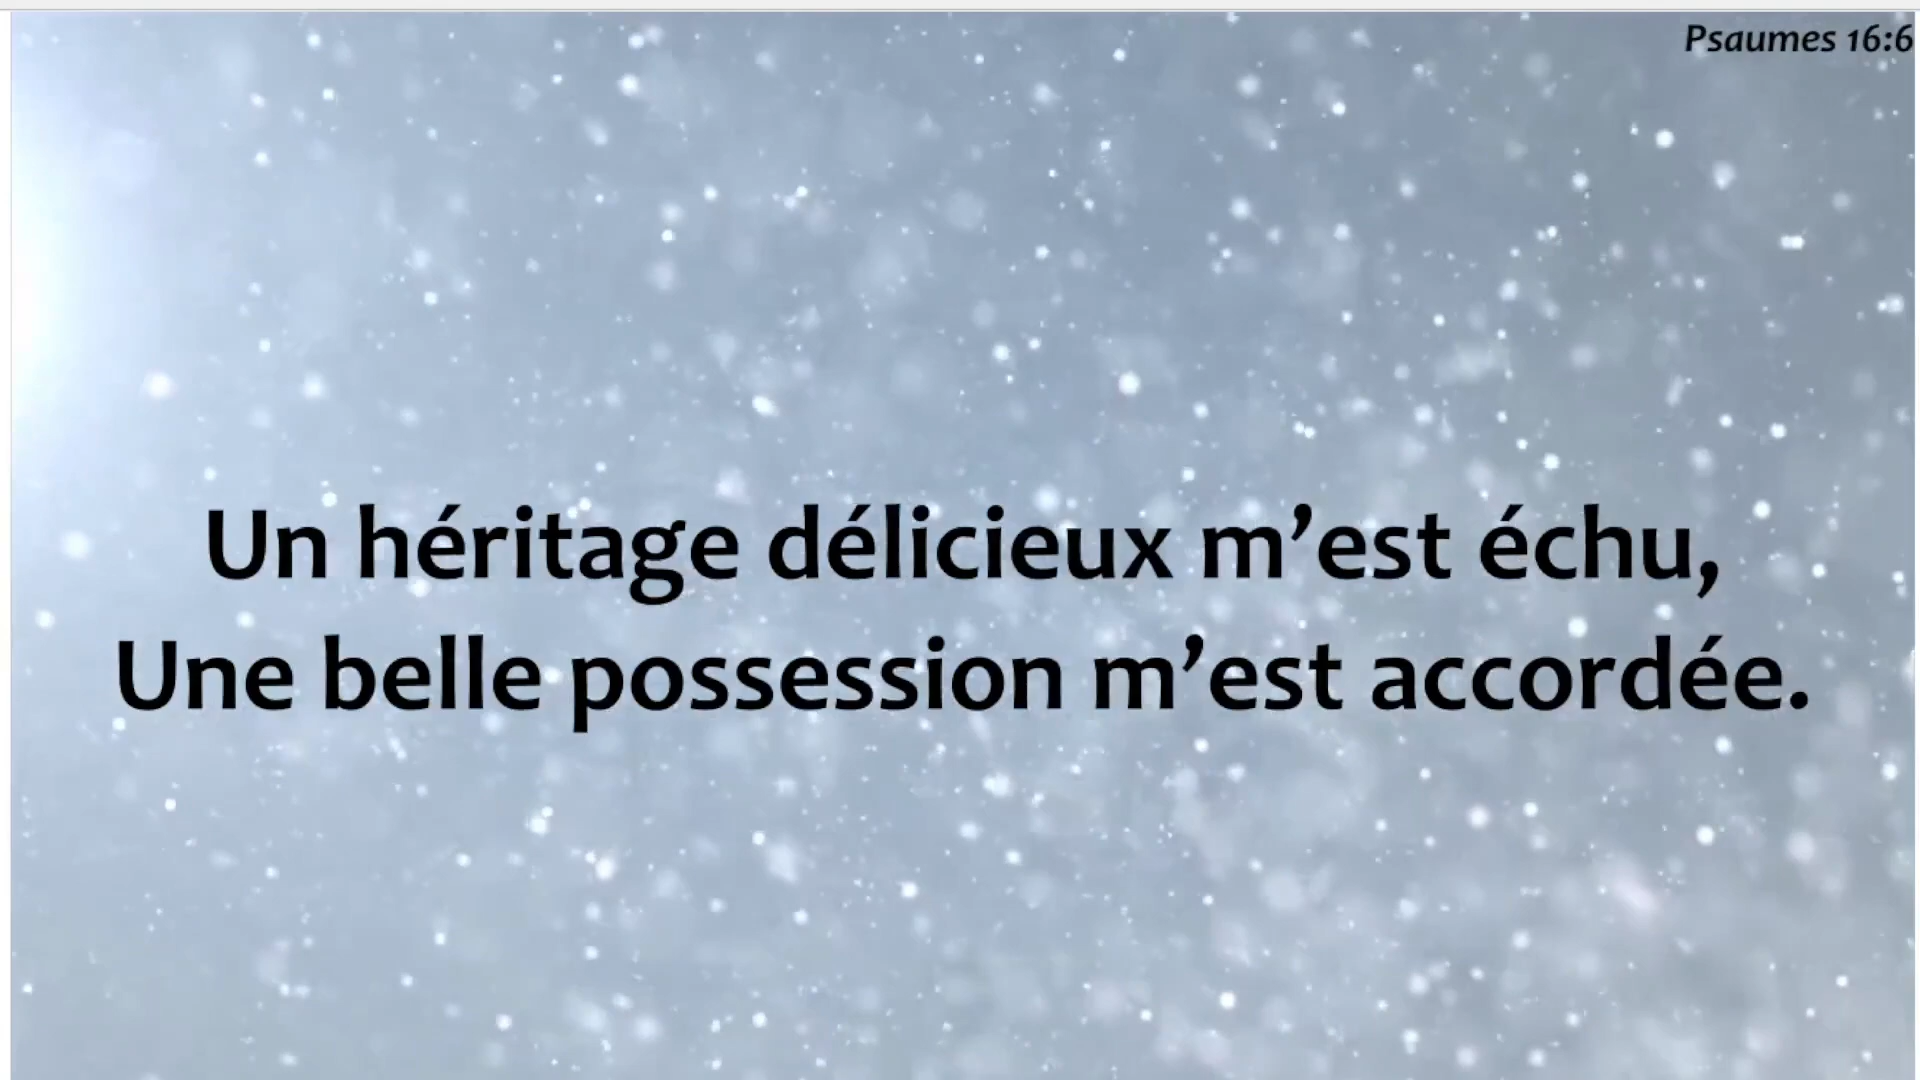 Psaumes 16:6
Un héritage délicieux m’est échu,
Une belle possession m’est accordée.